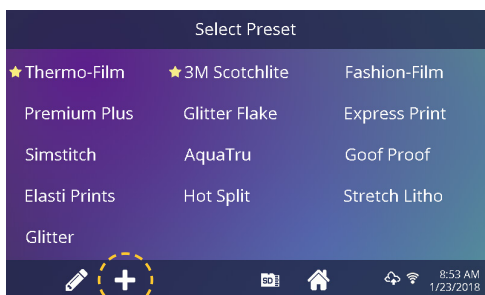 Select Preset
Thermo-Film 3M Scotchlite Fashion-Film
Premium Plus Glitter Flake Express Print
Simstitch AquaTru Goof Proof
Elasti Prints Hot Split Stretch Litho
Glitter
SD 8:53 AM
1/23/2018